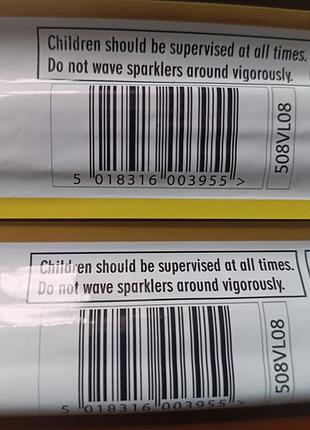 Children should be supervised at all times.
Do not wave sparklers around vigorously.
5 018316 003955 >
508VL08
Children should be supervised at all times.
Do not wave sparklers around vigorously.
5 018316 003955 >
508VL08